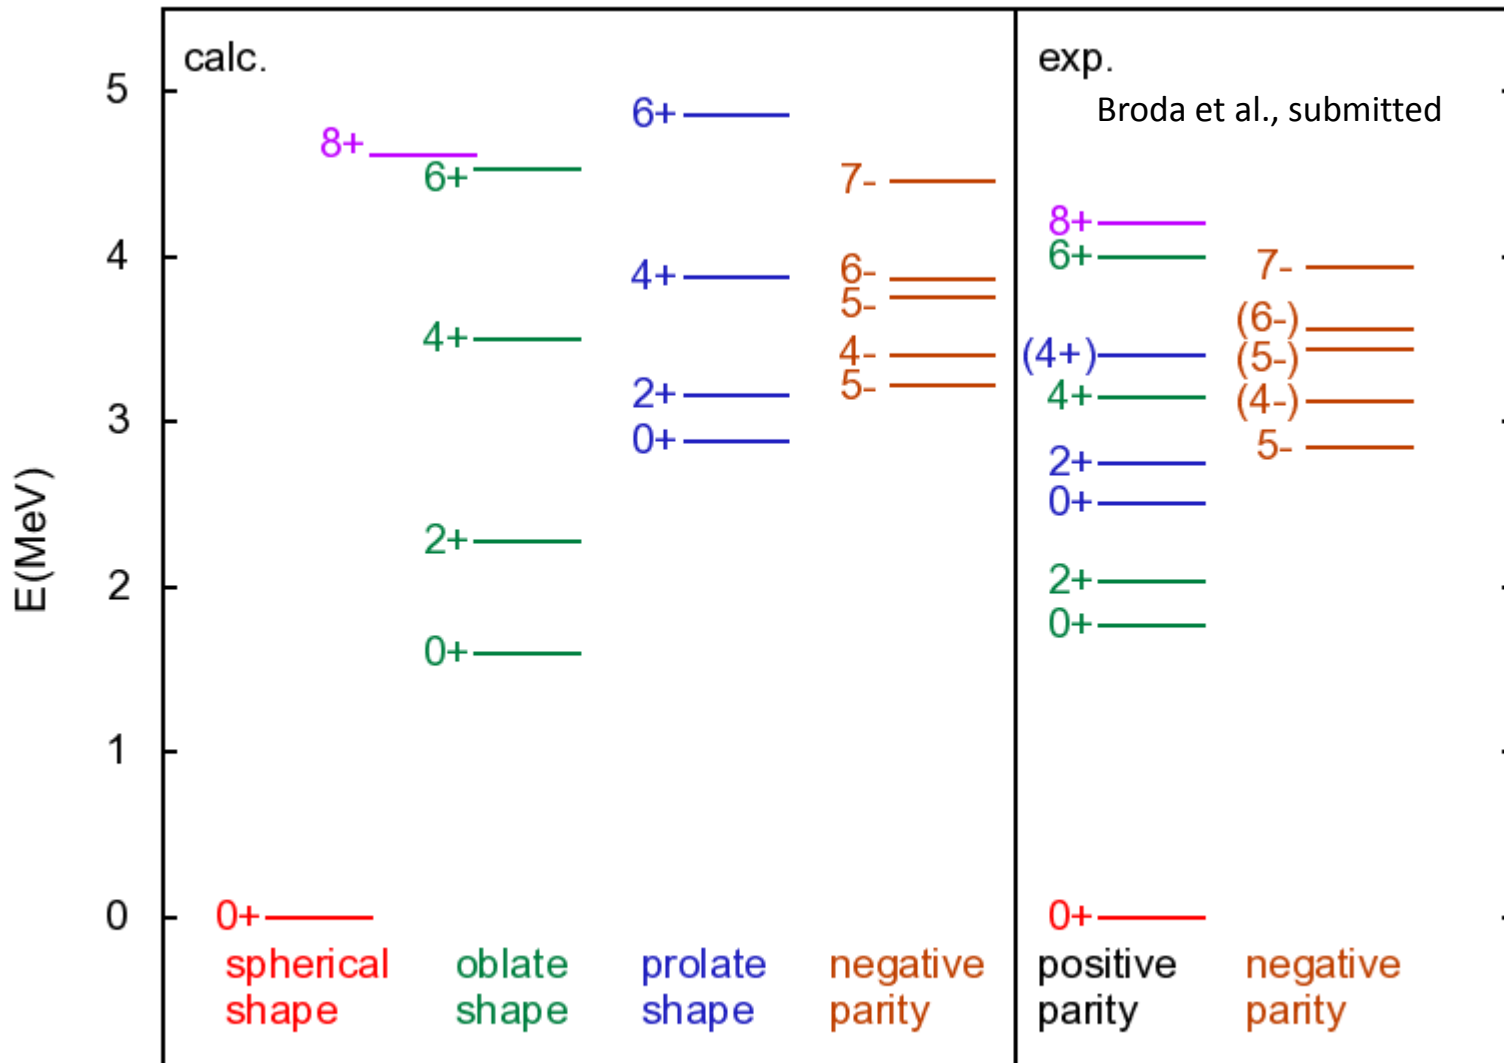 calc.
exp.
Broda et al., submitted
E(MeV)
5
4
3
2
1
0
8+
0+
6+
4+
2+
0+
6+
4+
2+
0+
7-
6-
5-
4-
5-
8+
6+
(4+)
4+
2+
0+
2+
0+
0+
7-
(6-)
(5-)
(4-)
5-
spherical
shape
oblate
shape
prolate
shape
negative
parity
positive
parity
negative
parity